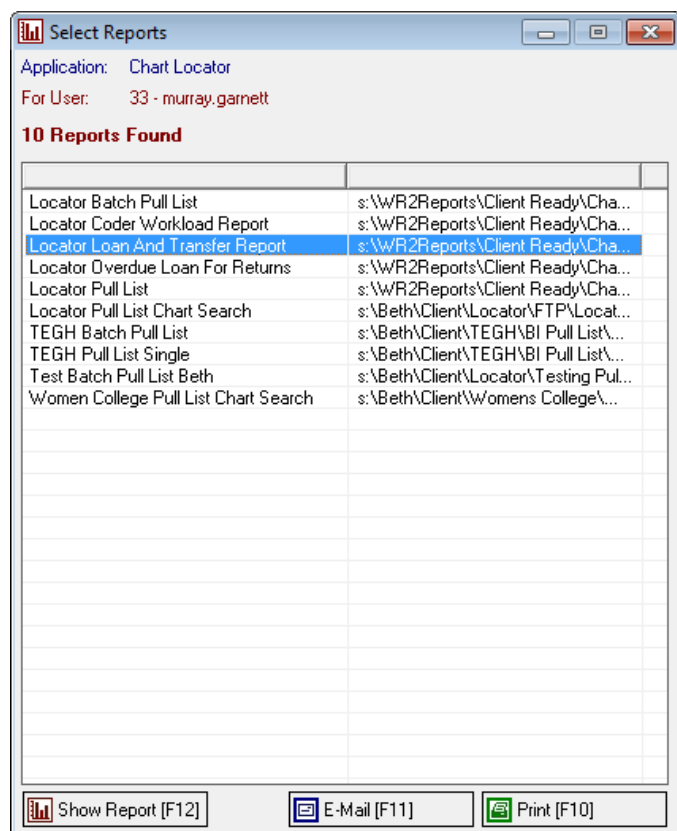 Select Reports
Application: Chart Locator
For User: 33 - murray.garnett
10 Reports Found
Locator Batch Pull List s:\WR2Reports\Client Ready\Cha...
Locator Coder Workload Report s:\WR2Reports\Client Ready\Cha...
Locator Loan And Transfer Report s:\WR2Reports\Client Ready\Cha...
Locator Overdue Loan For Returns s:\WR2Reports\Client Ready\Cha...
Locator Pull List s:\WR2Reports\Client Ready\Cha...
Locator Pull List Chart Search s:\Beth\Client\Locator\FTP\Locat...
TEGH Batch Pull List s:\Beth\Client\TEGH\BI Pull List\...
TEGH Pull List Single s:\Beth\Client\TEGH\BI Pull List\...
Test Batch Pull List Beth s:\Beth\Client\Locator\Testing Pul...
Women College Pull List Chart Search s:\Beth\Client\Womens College\...
Show Report [F12] E-Mail [F11] Print [F10]